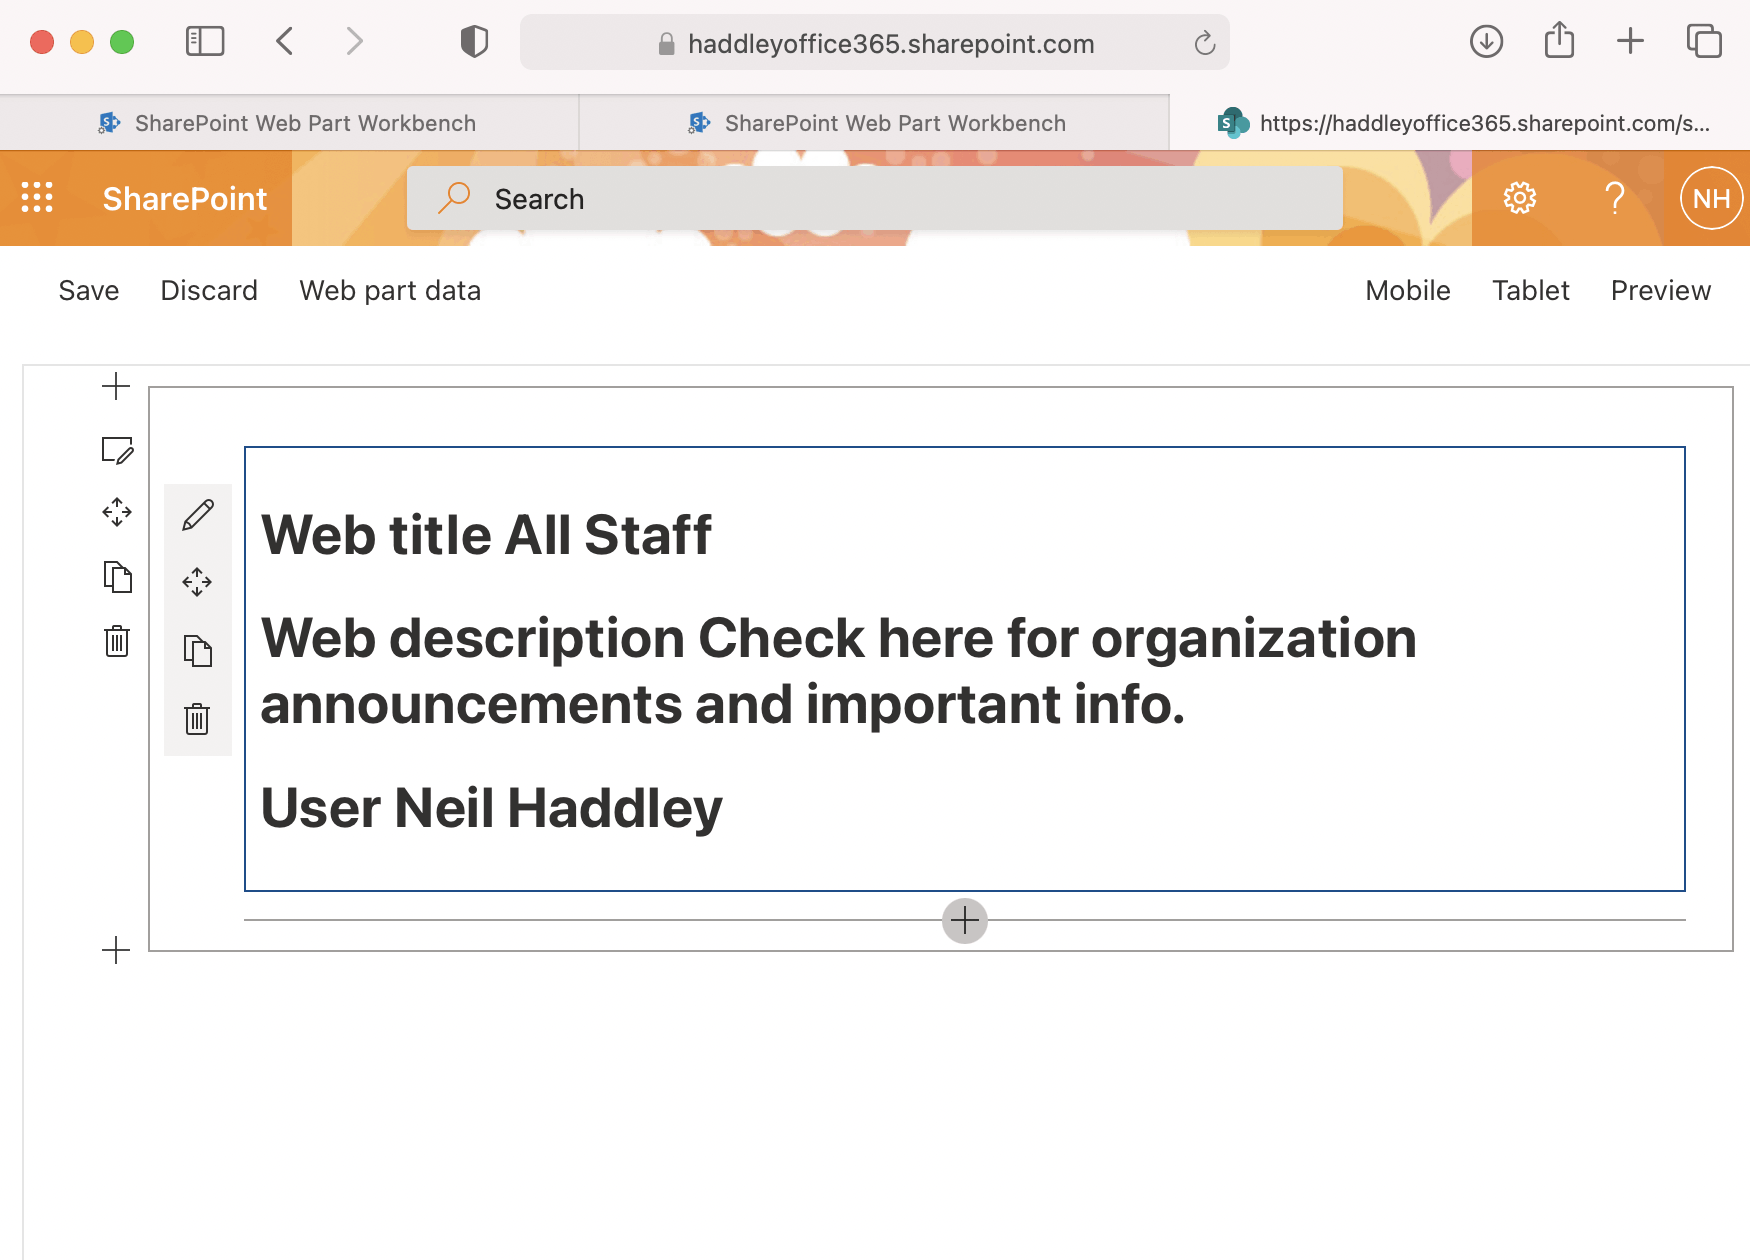 haddleyoffice365.sharepoint.com
SharePoint Web Part Workbench
SharePoint Web Part Workbench
S
https://haddleyoffice365.sharepoint.com/s...
SharePoint
Search
?
NH
Save
Discard
Web part data
Mobile
Tablet
Preview
Web title All Staff
Web description Check here for organization
announcements and important info.
User Neil Haddley